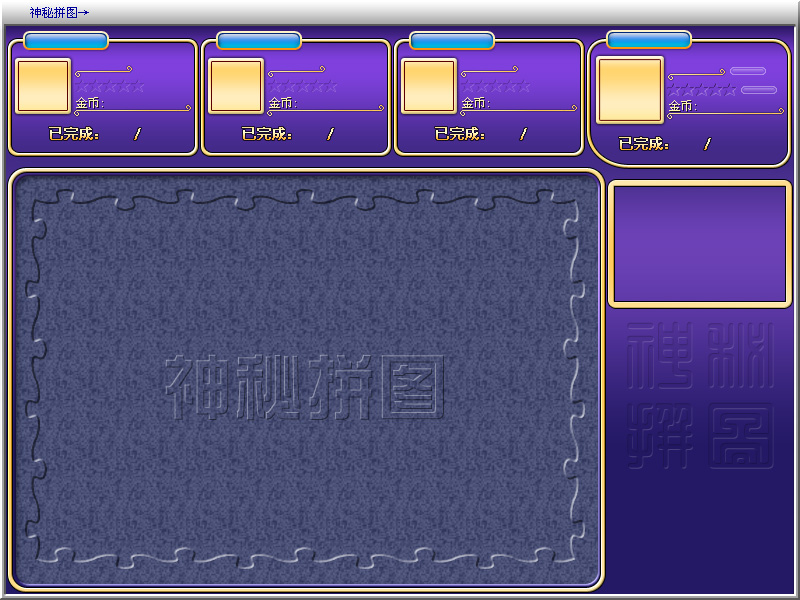 神秘拼图→
金币: 金币: 金币: 金币:
已完成: / 已完成: / 已完成: / 已完成: /
神秘拼图
神秘
拼图